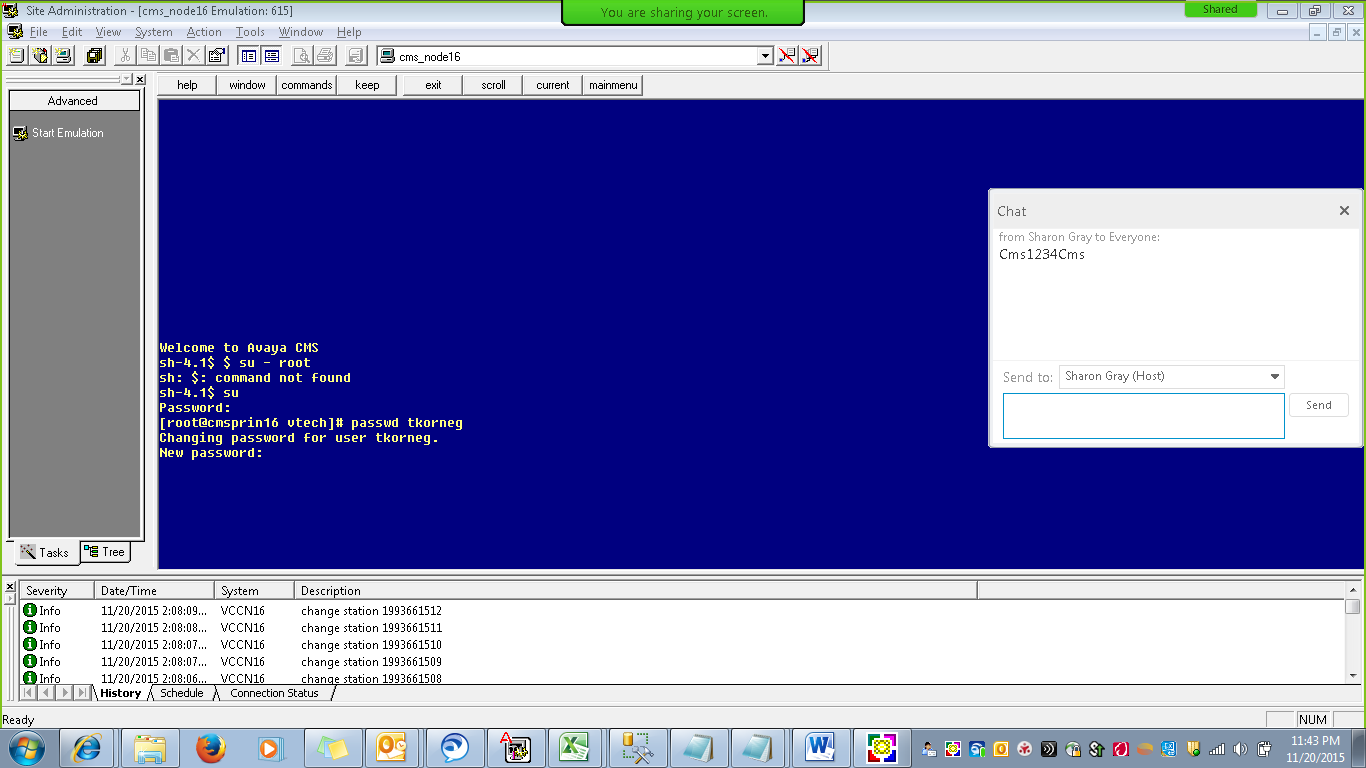 Site Administration - [cms_node16 Emulation: 615]
You are sharing your screen.
Shared
File Edit View System Action Tools Window Help
cms_node16
help window commands keep exit scroll current mainmenu
Advanced
Start Emulation
Tasks Tree
Welcome to Avaya CMS
sh-4.1$ $ su - root
sh: $: command not found
sh-4.1$ su
Password:
[root@cmsprin16 vtech]# passwd tkorneg
Changing password for user tkorneg.
New password:
Chat
from Sharon Gray to Everyone:
Cms1234Cms
Send to: Sharon Gray (Host)
Send
Severity Date/Time System Description
Info 11/20/2015 2:08:09... VCCN16 change station 1993661512
Info 11/20/2015 2:08:08... VCCN16 change station 1993661511
Info 11/20/2015 2:08:07... VCCN16 change station 1993661510
Info 11/20/2015 2:08:07... VCCN16 change station 1993661509
Info 11/20/2015 2:08:06... VCCN16 change station 1993661508
History Schedule Connection Status
Ready
NUM
11:43 PM
11/20/2015